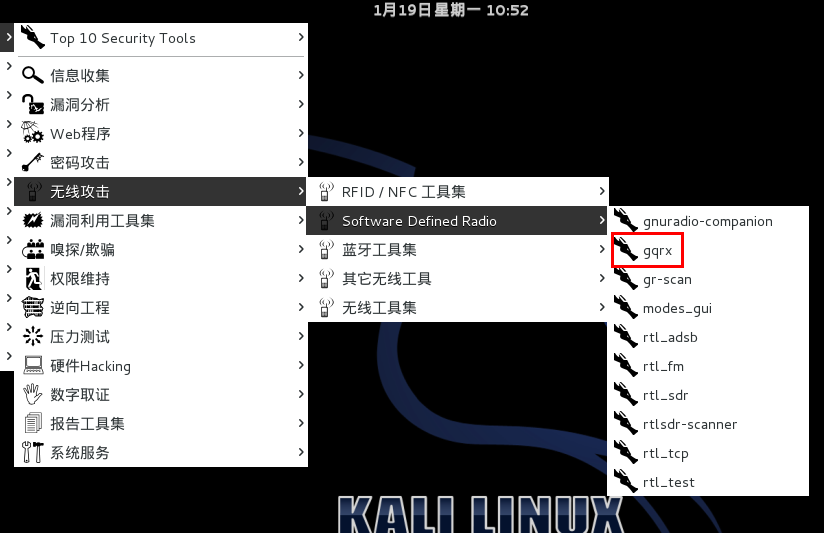 1月19日 星期一 10:52
Top 10 Security Tools
信息收集
漏洞分析
Web程序
密码攻击
无线攻击
漏洞利用工具集
嗅探/欺骗
权限维持
逆向工程
压力测试
硬件Hacking
数字取证
报告工具集
系统服务
RFID / NFC 工具集
Software Defined Radio
蓝牙工具集
其它无线工具
无线工具集
gnuradio-companion
gqrx
gr-scan
modes_gui
rtl_adsb
rtl_fm
rtl_sdr
rtlsdr-scanner
rtl_tcp
rtl_test
KALI LINUX